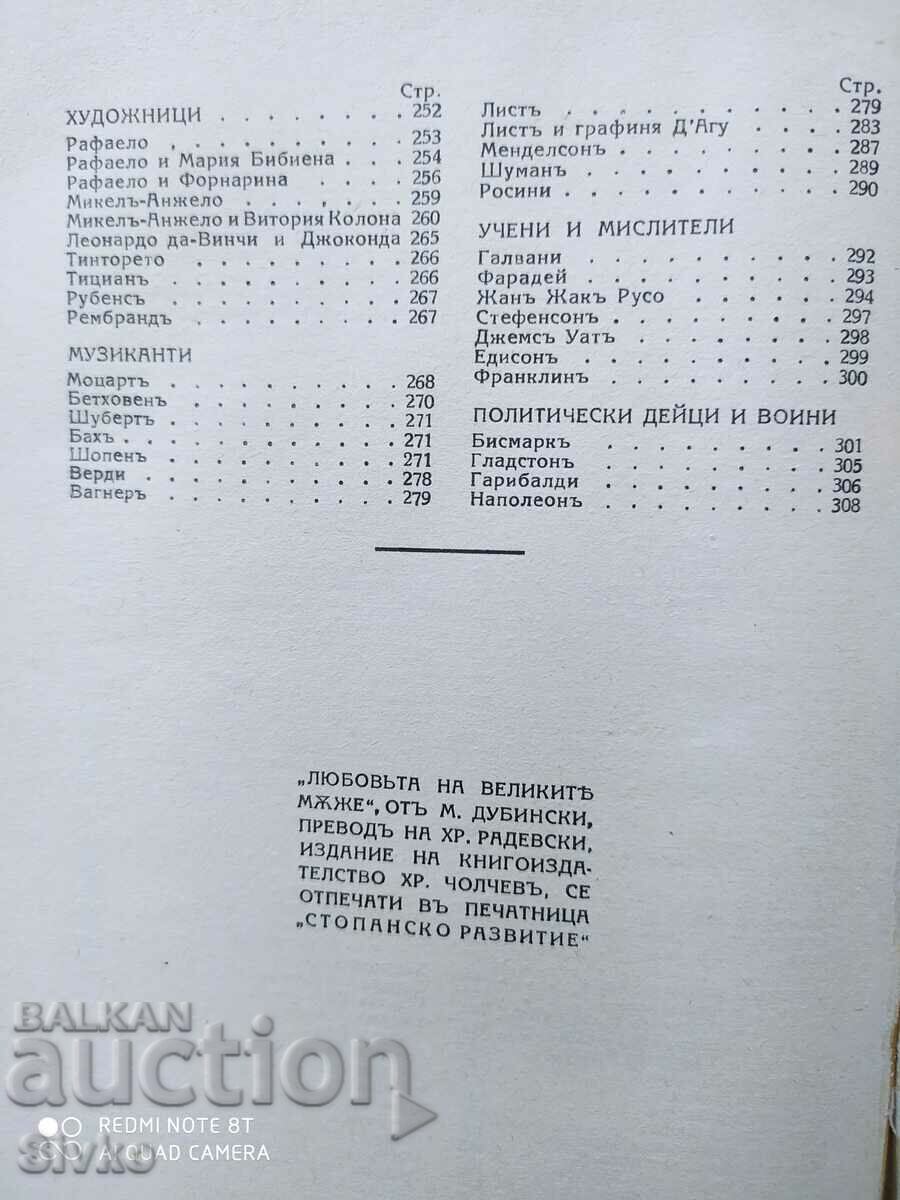 Стр.
ХУДОЖНИЦИ . . . . . . . . 252
Рафаело . . . . . . . . . . 253
Рафаело и Мария Бибиена . . . 254
Рафаело и Форнарина . . . . 256
Микелъ-Анжело . . . . . . . 259
Микелъ-Анжело и Витория Колона 260
Леонардо да-Винчи и Джоконда 265
Тинторето . . . . . . . . . 266
Тицианъ . . . . . . . . . . 266
Рубенсъ . . . . . . . . . . 267
Рембрандъ . . . . . . . . . 267
МУЗИКАНТИ
Моцартъ . . . . . . . . . . 268
Бетховенъ . . . . . . . . . 270
Шубертъ . . . . . . . . . . 271
Бахъ . . . . . . . . . . . 271
Шопенъ . . . . . . . . . . 271
Верди . . . . . . . . . . . 278
Вагнеръ . . . . . . . . . . 279
Стр.
Листъ . . . . . . . . . . 279
Листъ и графиня Д'Агу . . . . 283
Менделсонъ . . . . . . . . 287
Шуманъ . . . . . . . . . . 289
Росини . . . . . . . . . . 290
УЧЕНИ И МИСЛИТЕЛИ
Галвани . . . . . . . . . 292
Фарадей . . . . . . . . . 293
Жанъ Жакъ Русо . . . . . . 294
Стефенсонъ . . . . . . . . 297
Джемсъ Уатъ . . . . . . . 298
Едисонъ . . . . . . . . . 299
Франклинъ . . . . . . . . 300
ПОЛИТИЧЕСКИ ДЕЙЦИ И ВОИНИ
Бисмаркъ . . . . . . . . 301
Гладстонъ . . . . . . . . 305
Гарибалди . . . . . . . . 306
Наполеонъ . . . . . . . . 308
„ЛЮБОВЬТА НА ВЕЛИКИТѢ
МѪЖЕ“, ОТЪ М. ДУБИНСКИ,
ПРЕВОДЪ НА ХР. РАДЕВСКИ,
ИЗДАНИЕ НА КНИГОИЗДА-
ТЕЛСТВО ХР. ЧОЛЧЕВЪ, СЕ
ОТПЕЧАТИ ВЪ ПЕЧАТНИЦА
„СТОПАНСКО РАЗВИТИЕ“
BALKAN
auction
REDMI NOTE 8T
AI QUAD CAMERA
Sivko